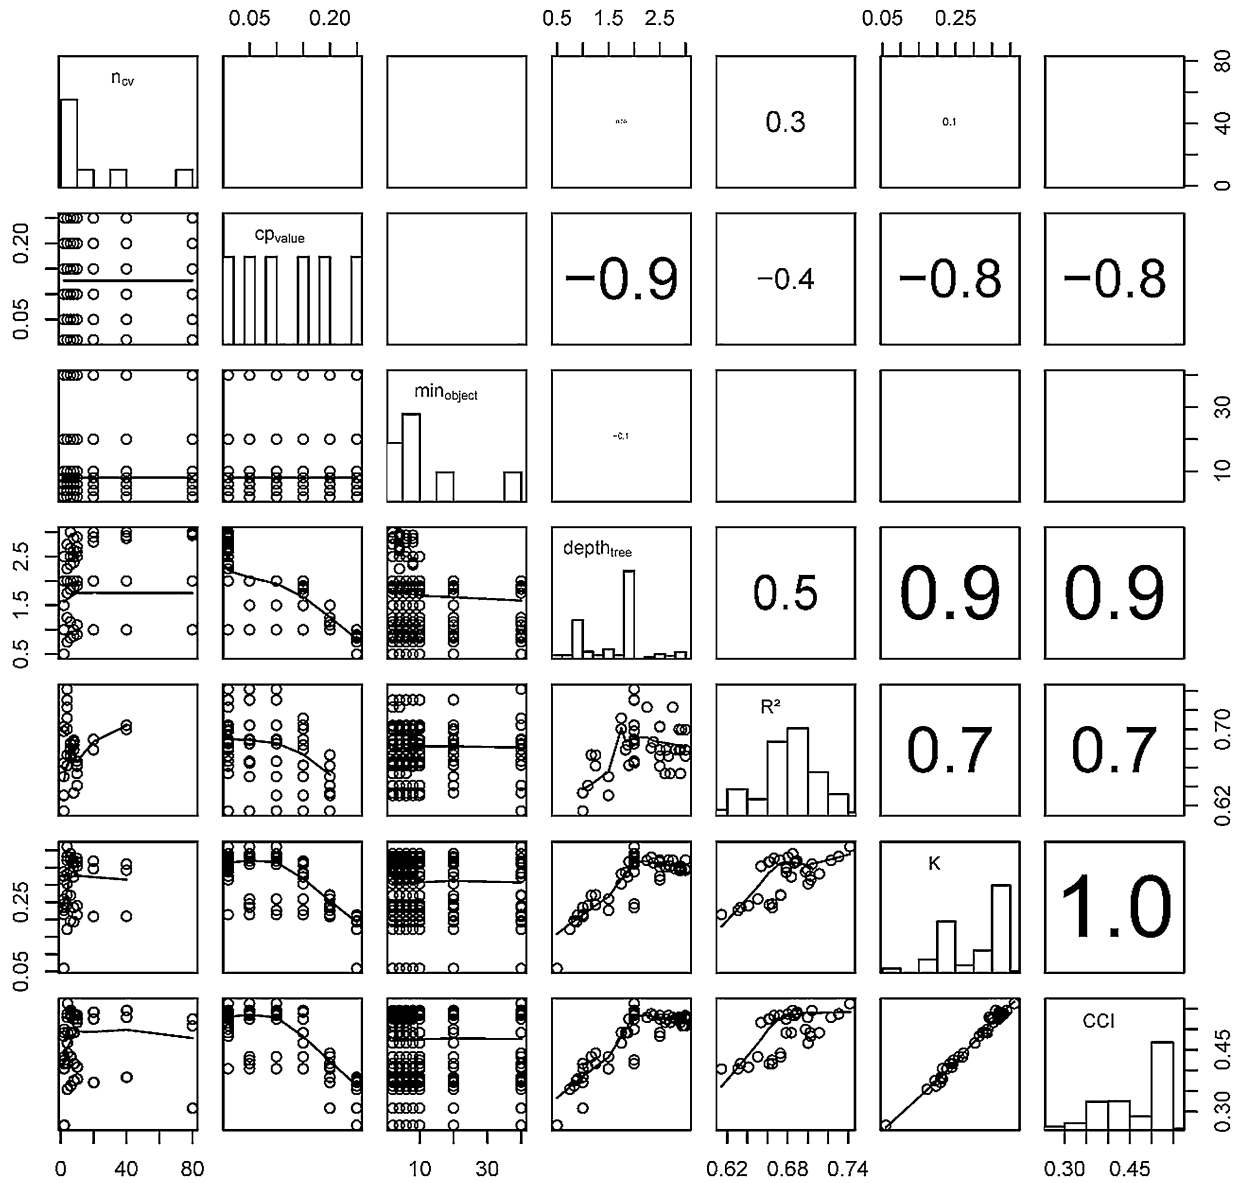 0.05 0.20 0.5 1.5 2.5 0.05 0.25
n_cv 0.3 0.1 0 40 80
0.05 0.20 cp_value −0.9 −0.4 −0.8 −0.8
min_object −0.1 10 30
0.5 1.5 2.5 depth_tree 0.5 0.9 0.9
R² 0.7 0.7 0.62 0.70
0.05 0.25 K 1.0
CCI 0.30 0.45
0 40 80 10 30 0.62 0.68 0.74 0.30 0.45